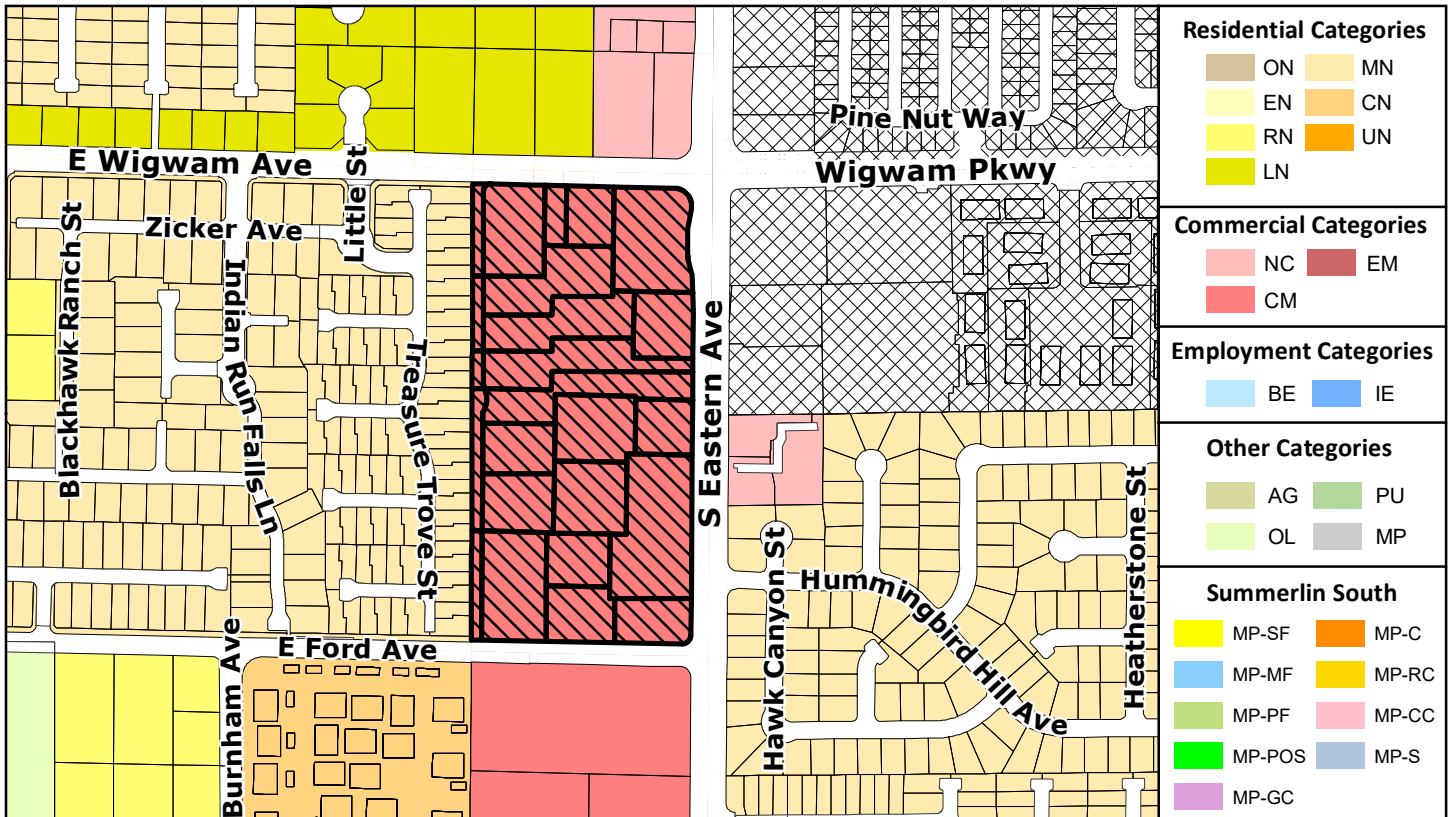 Pine Nut Way
E Wigwam Ave
Wigwam Pkwy
Little St
Blackhawk Ranch St
Zicker Ave
Indian Run Falls Ln
Treasure Trove St
S Eastern Ave
Hawk Canyon St
Hummingbird Hill Ave
Heatherstone St
E Ford Ave
Burnham Ave
Residential Categories
ON MN
EN CN
RN UN
LN
Commercial Categories
NC EM
CM
Employment Categories
BE IE
Other Categories
AG PU
OL MP
Summerlin South
MP-SF MP-C
MP-MF MP-RC
MP-PF MP-CC
MP-POS MP-S
MP-GC